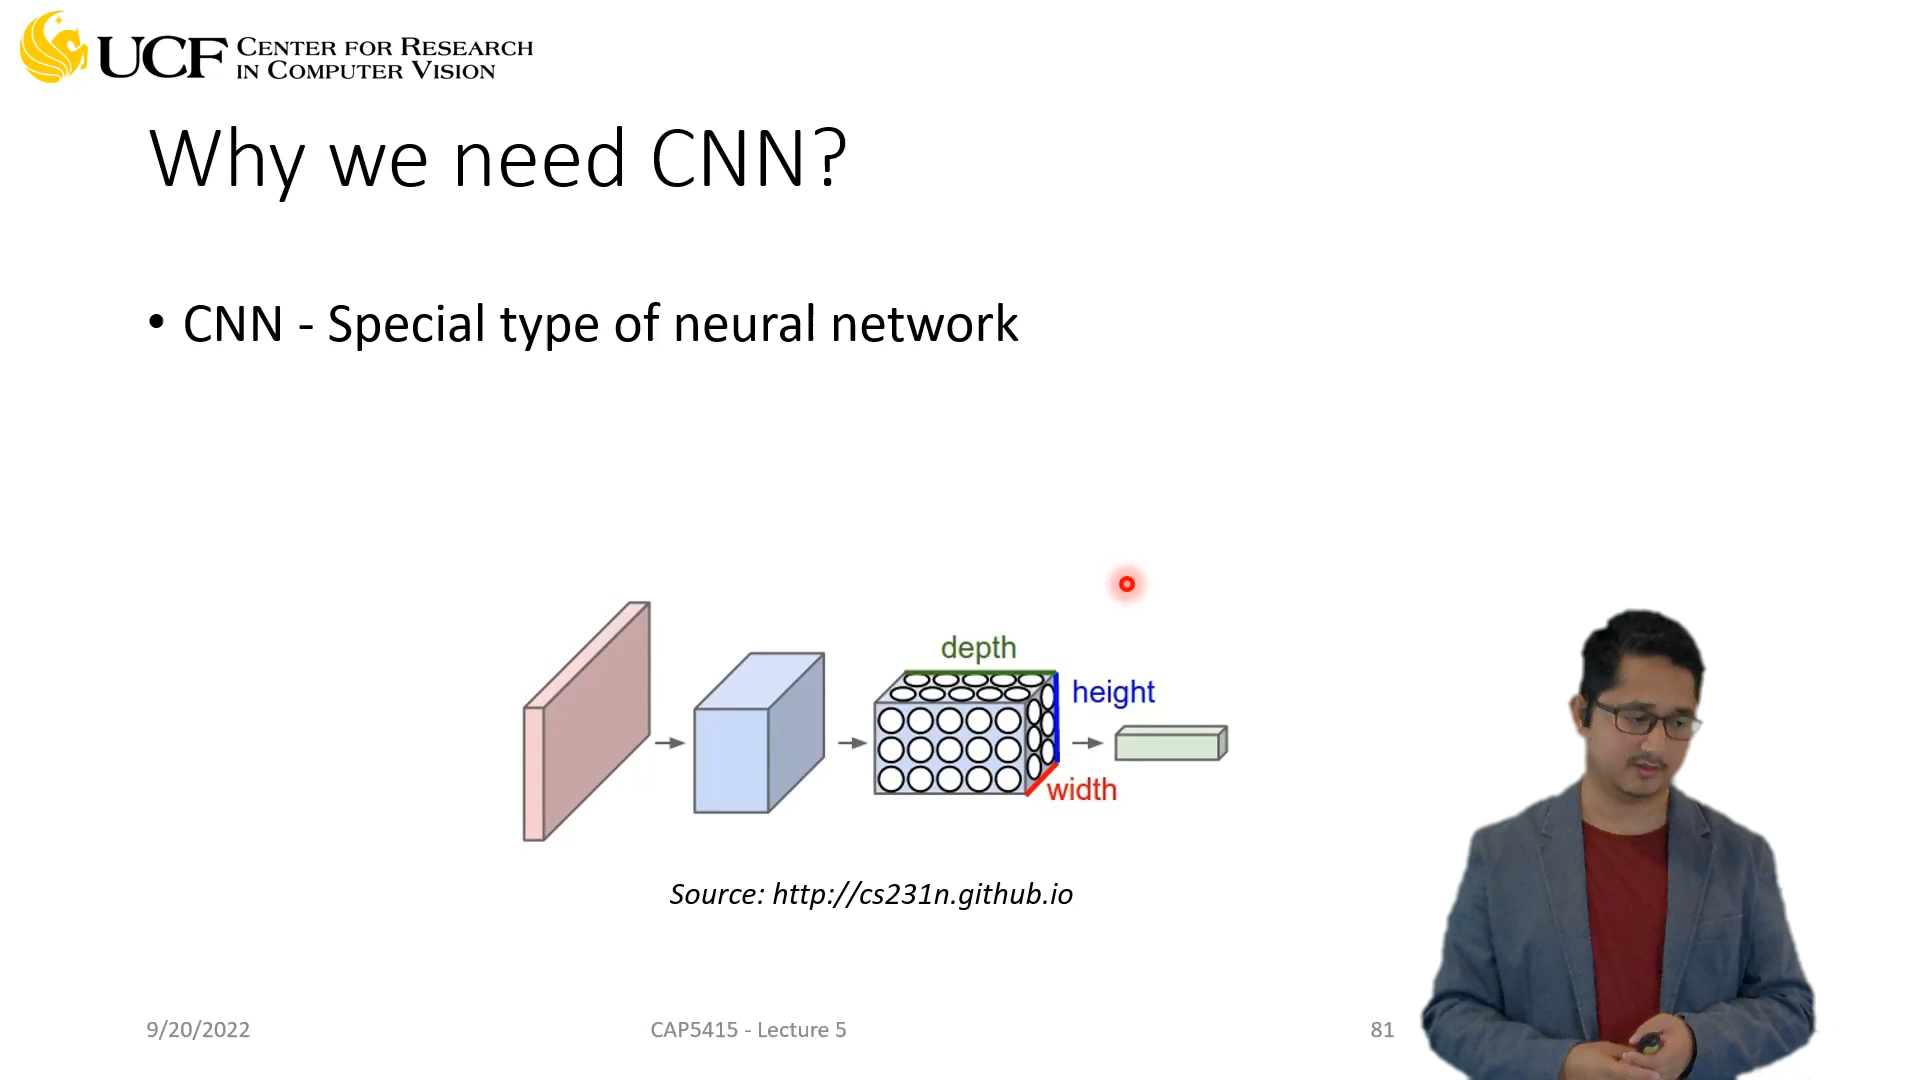 UCF CENTER FOR RESEARCH
IN COMPUTER VISION
Why we need CNN?
• CNN - Special type of neural network
depth
height
width
Source: http://cs231n.github.io
9/20/2022
CAP5415 - Lecture 5
81